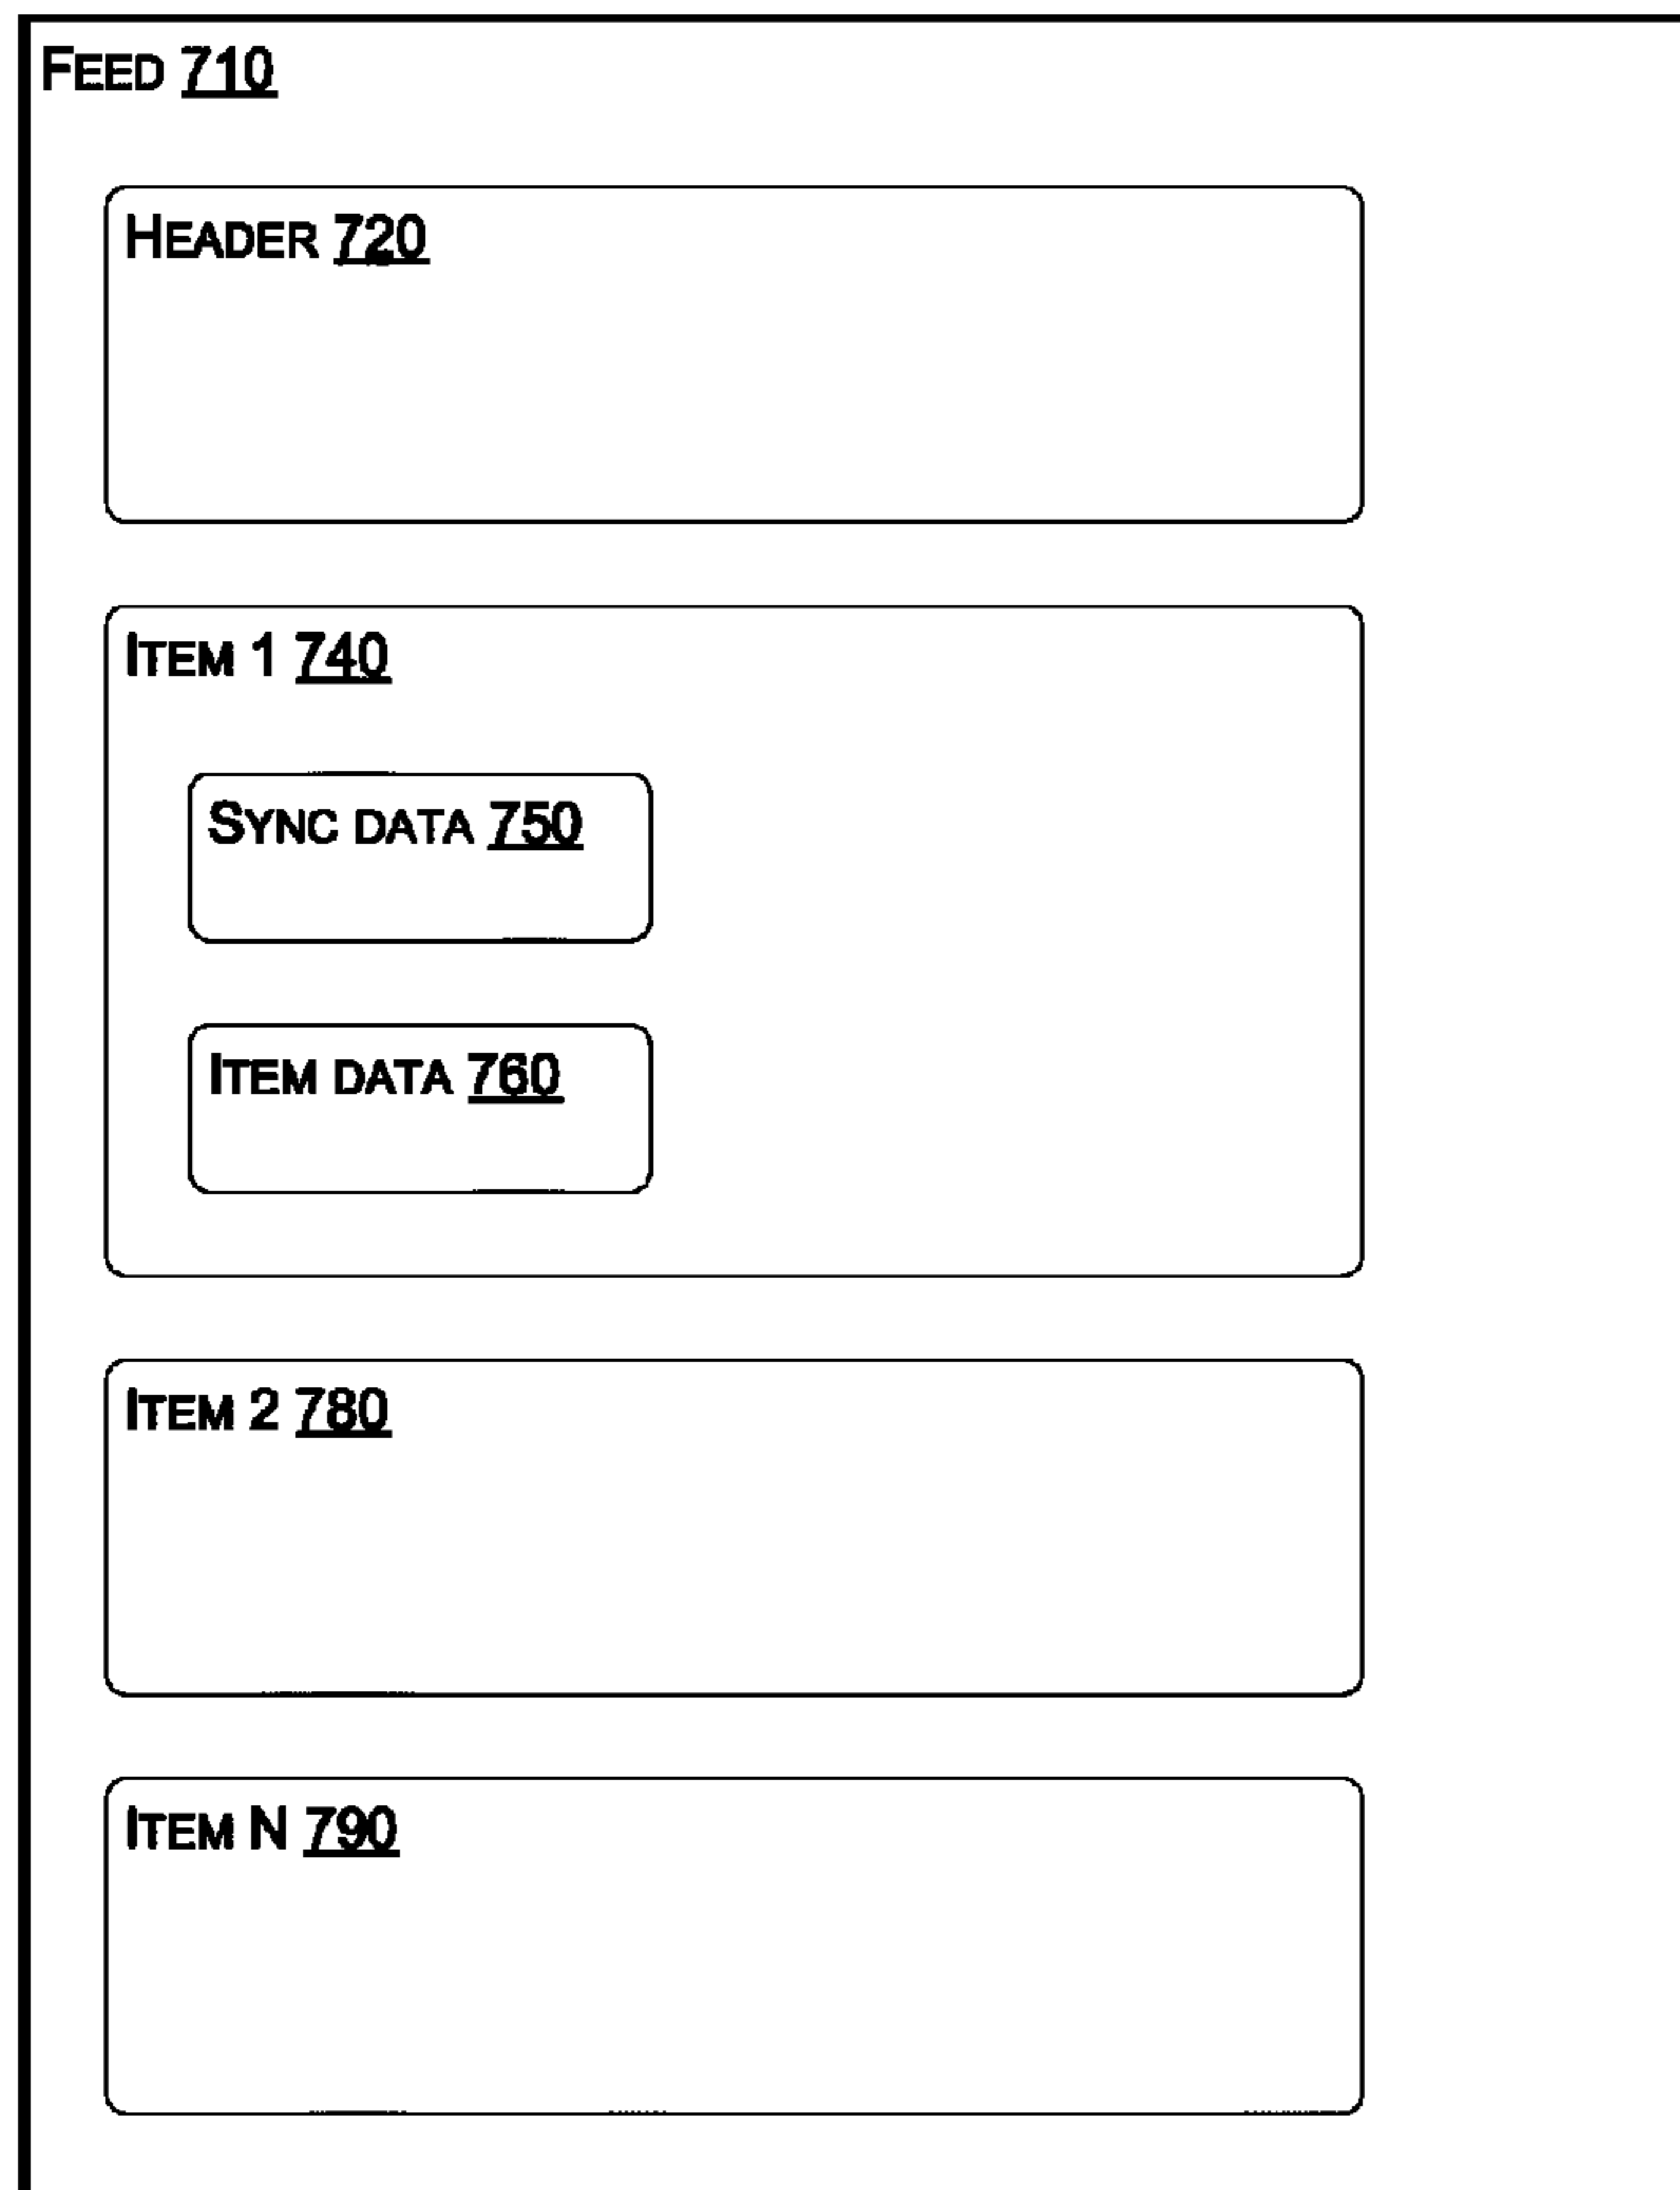 FEED 710
HEADER 720
ITEM 1 740
SYNC DATA 750
ITEM DATA 760
ITEM 2 780
ITEM N 790